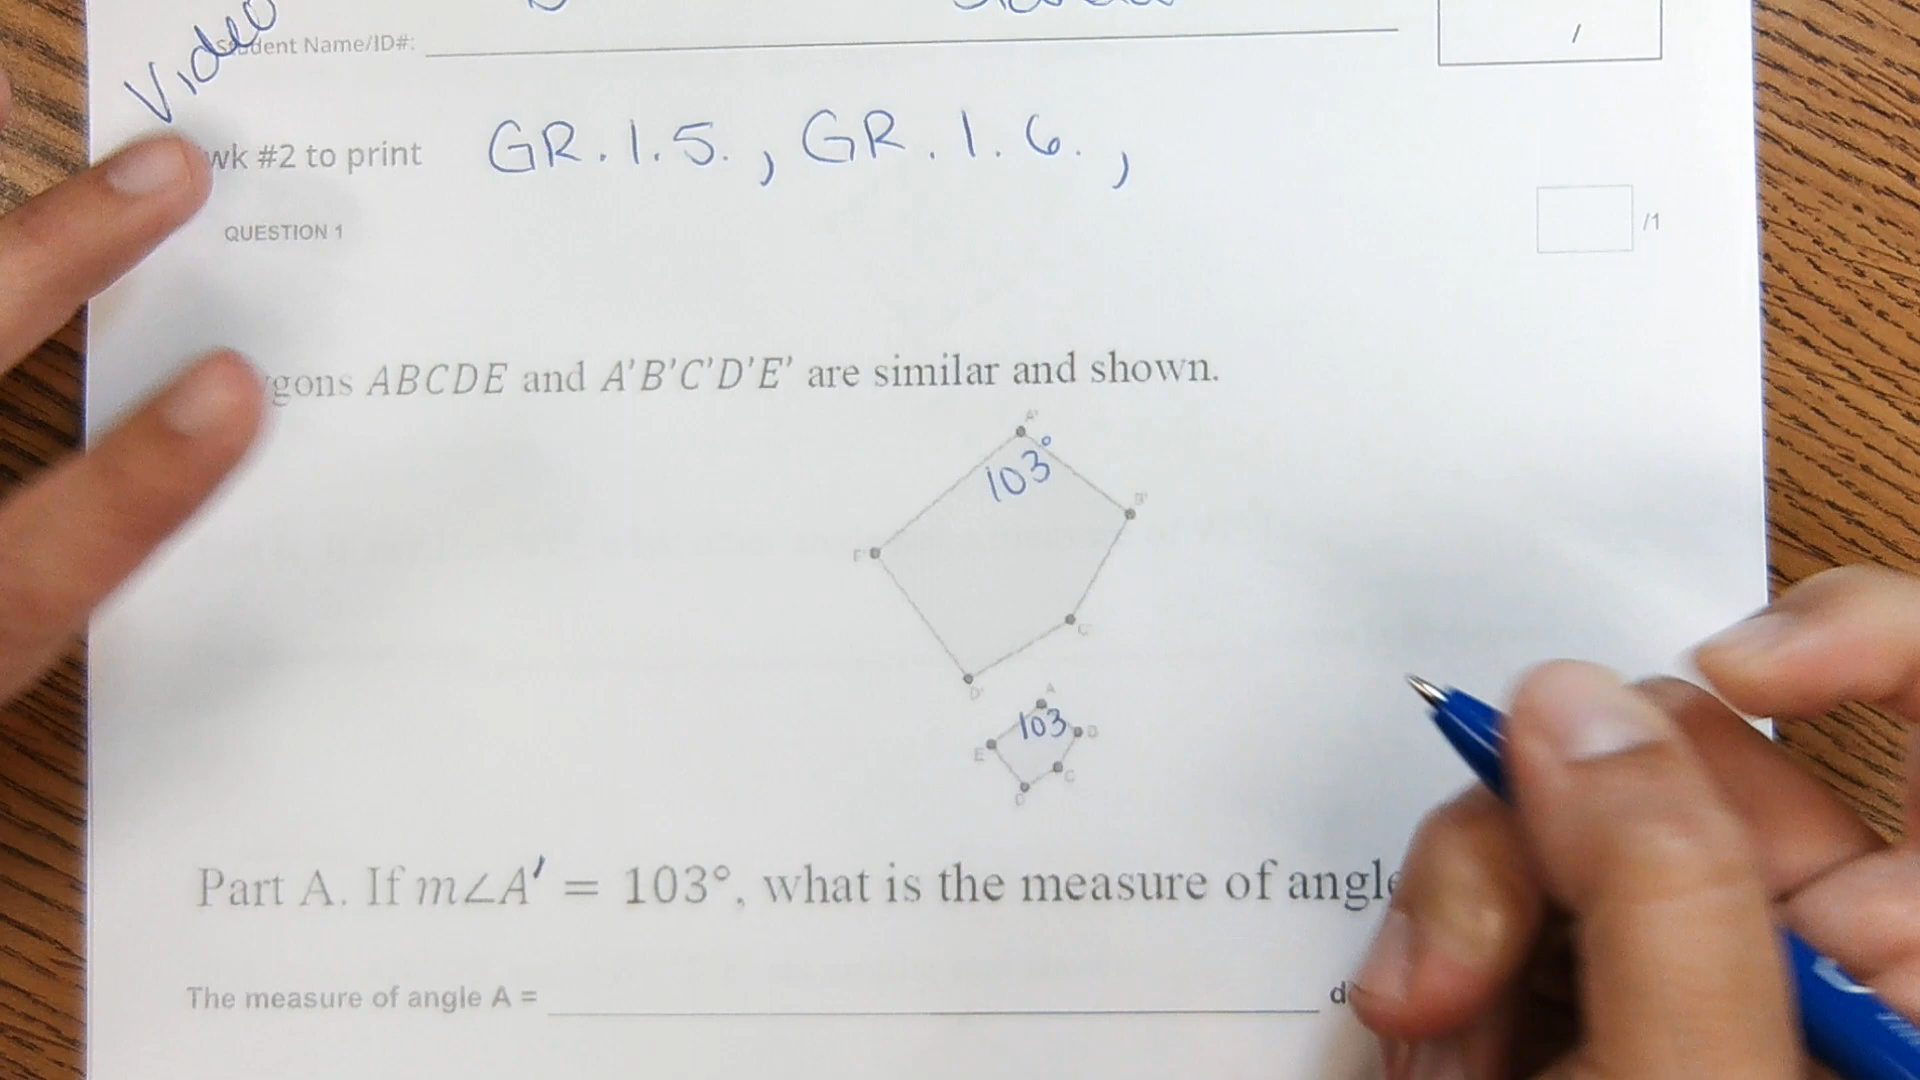 Video
Student Name/ID#:
/
wk #2 to print GR.1.5., GR.1.6.,
QUESTION 1
/1
gons ABCDE and A'B'C'D'E' are similar and shown.
A'
103°
B'
C'
D'
A
103
B
E
C
D
Part A. If m∠A' = 103°, what is the measure of angle
The measure of angle A =